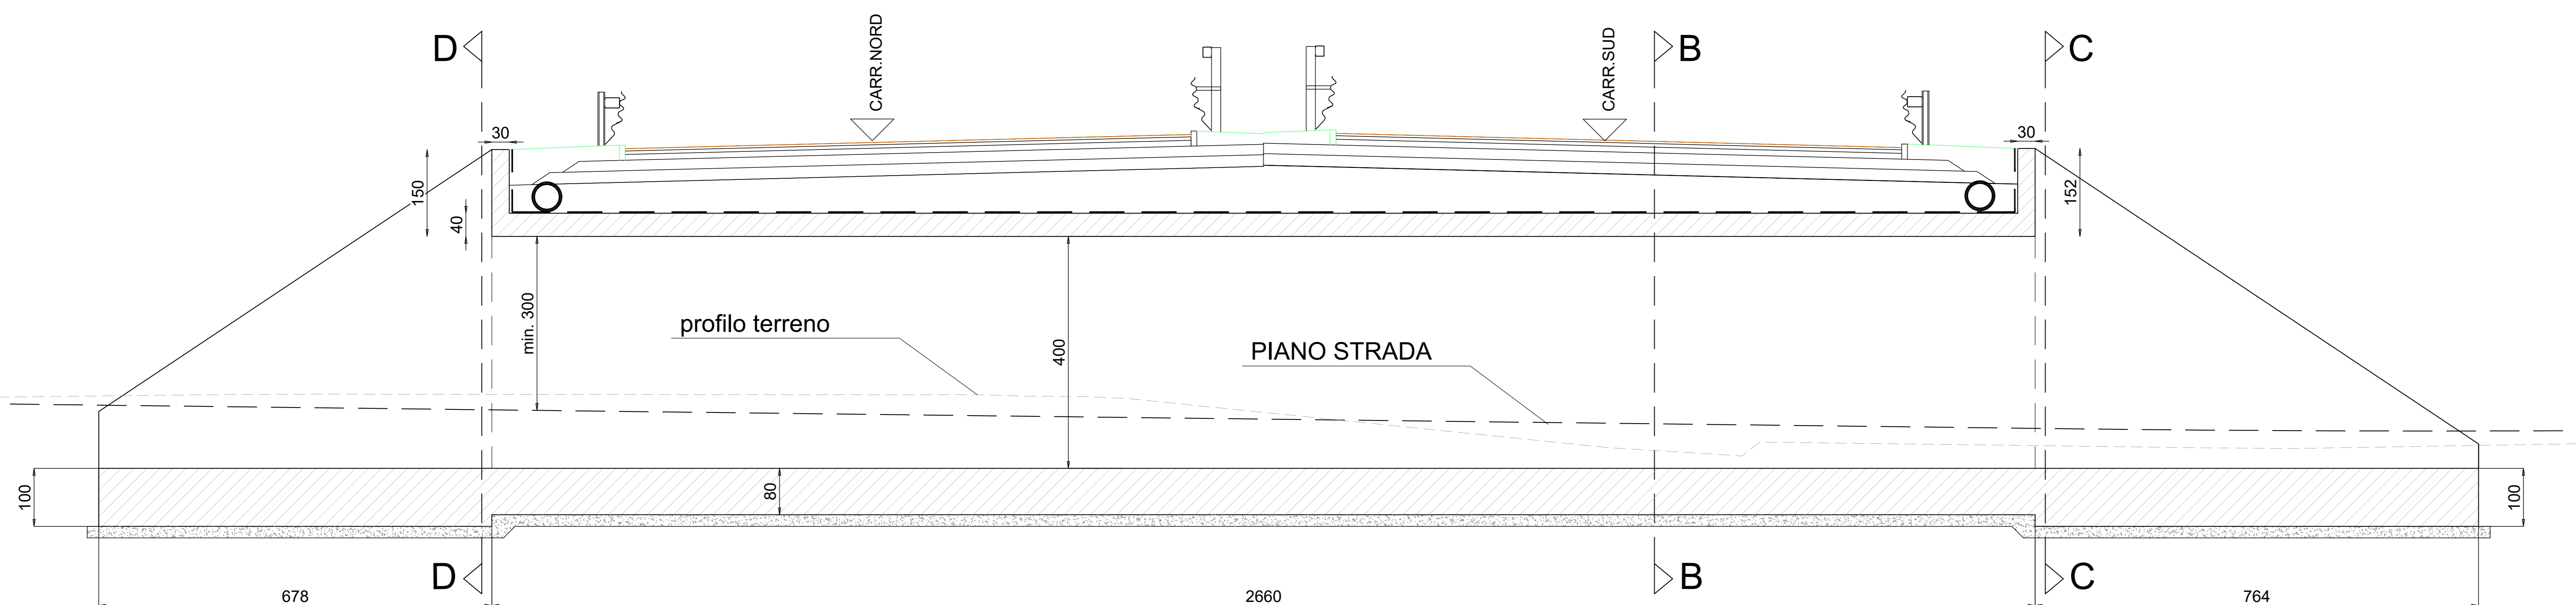 D
CARR.NORD
CARR.SUD
B
C
30
30
150
40
152
min. 300
profilo terreno
400
PIANO STRADA
100
80
100
D
B
C
678
2660
764